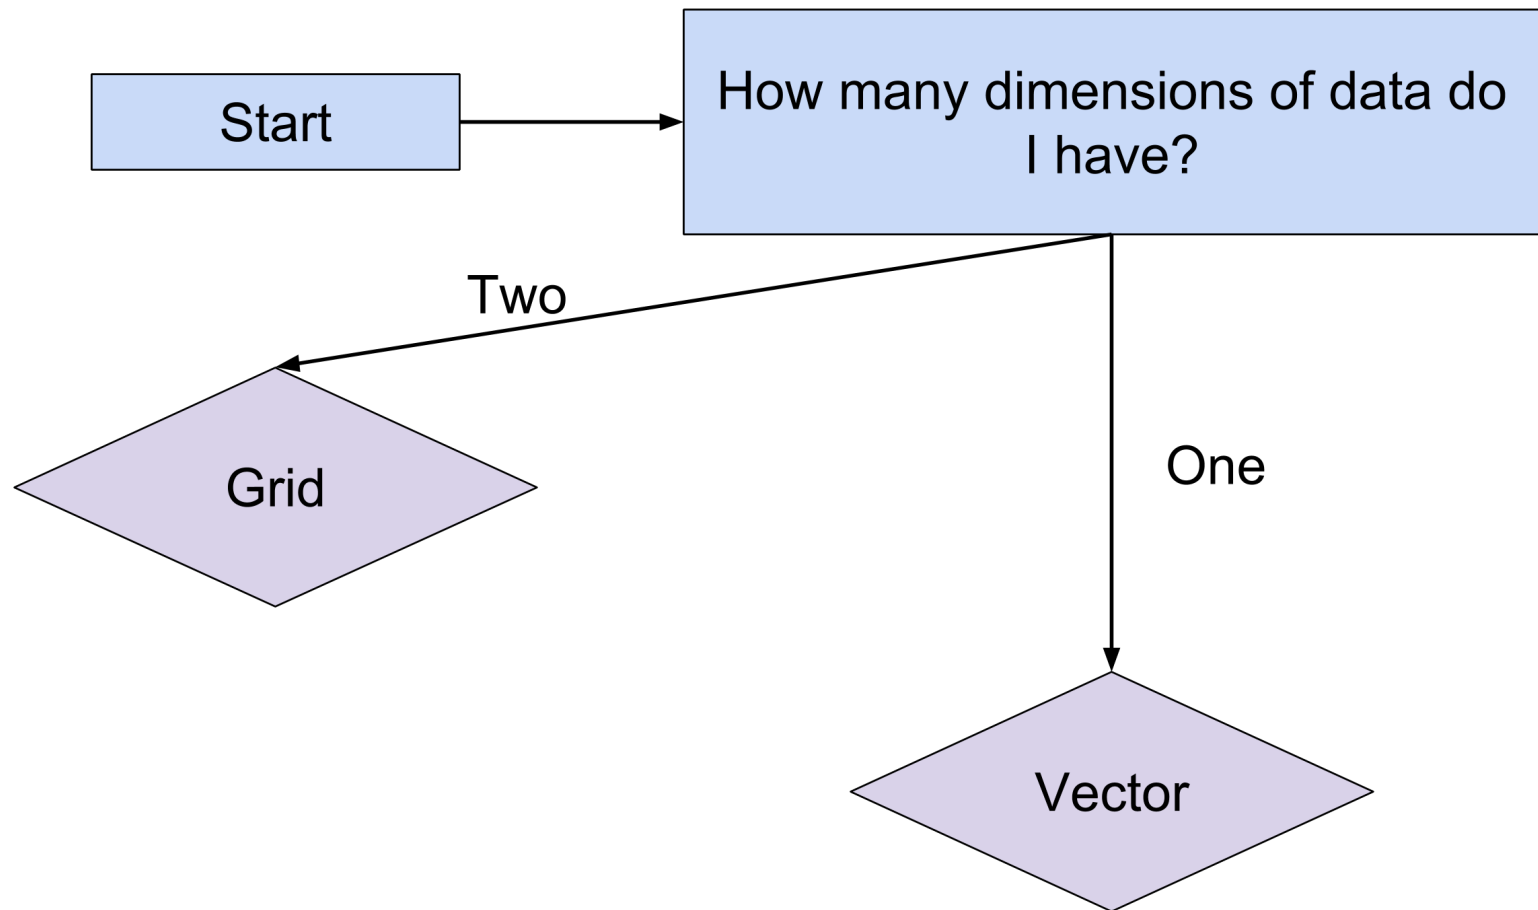 Start
How many dimensions of data do
I have?
Two
One
Grid
Vector